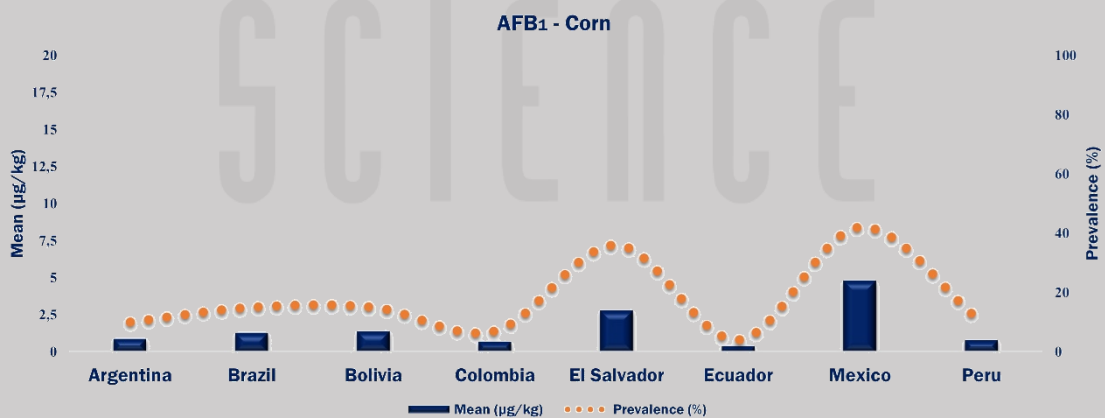 SCIENCE
AFB1 - Corn
Mean (µg/kg)
20
17,5
15
12,5
10
7,5
5
2,5
0
Prevalence (%)
100
80
60
40
20
0
Argentina Brazil Bolivia Colombia El Salvador Ecuador Mexico Peru
Mean (µg/kg) Prevalence (%)